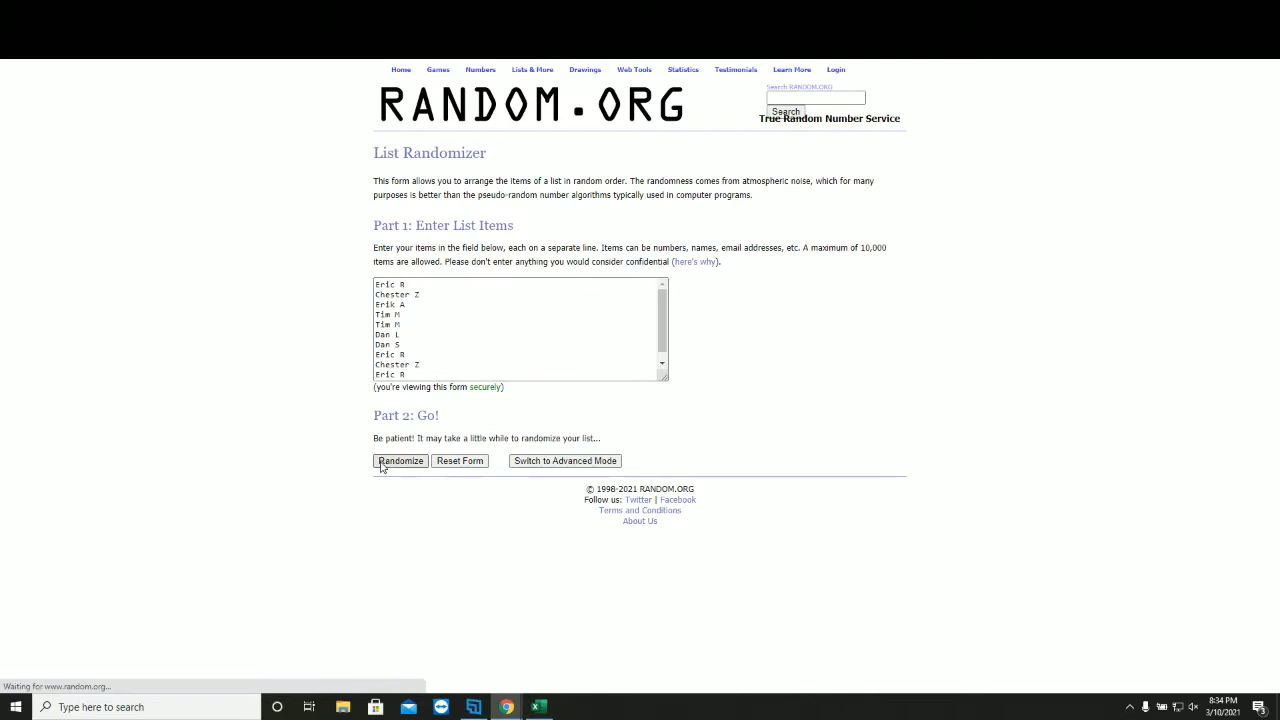 Home Games Numbers Lists & More Drawings Web Tools Statistics Testimonials Learn More Login
RANDOM.ORG
Search RANDOM.ORG
Search
True Random Number Service
List Randomizer
This form allows you to arrange the items of a list in random order. The randomness comes from atmospheric noise, which for many
purposes is better than the pseudo-random number algorithms typically used in computer programs.
Part 1: Enter List Items
Enter your items in the field below, each on a separate line. Items can be numbers, names, email addresses, etc. A maximum of 10,000
items are allowed. Please don't enter anything you would consider confidential (here's why).
Eric R
Chester Z
Erik A
Tim M
Tim M
Dan L
Dan S
Eric R
Chester Z
Eric R
(you're viewing this form securely)
Part 2: Go!
Be patient! It may take a little while to randomize your list...
Randomize Reset Form Switch to Advanced Mode
© 1998-2021 RANDOM.ORG
Follow us: Twitter | Facebook
Terms and Conditions
About Us
Waiting for www.random.org...
Type here to search
8:34 PM
3/10/2021